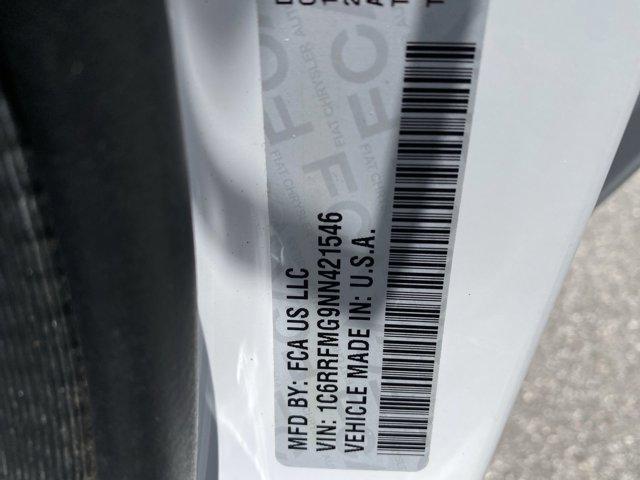 MFD BY: FCA US LLC
VIN: 1C6RRFMG9NN421546
VEHICLE MADE IN: U.S.A.